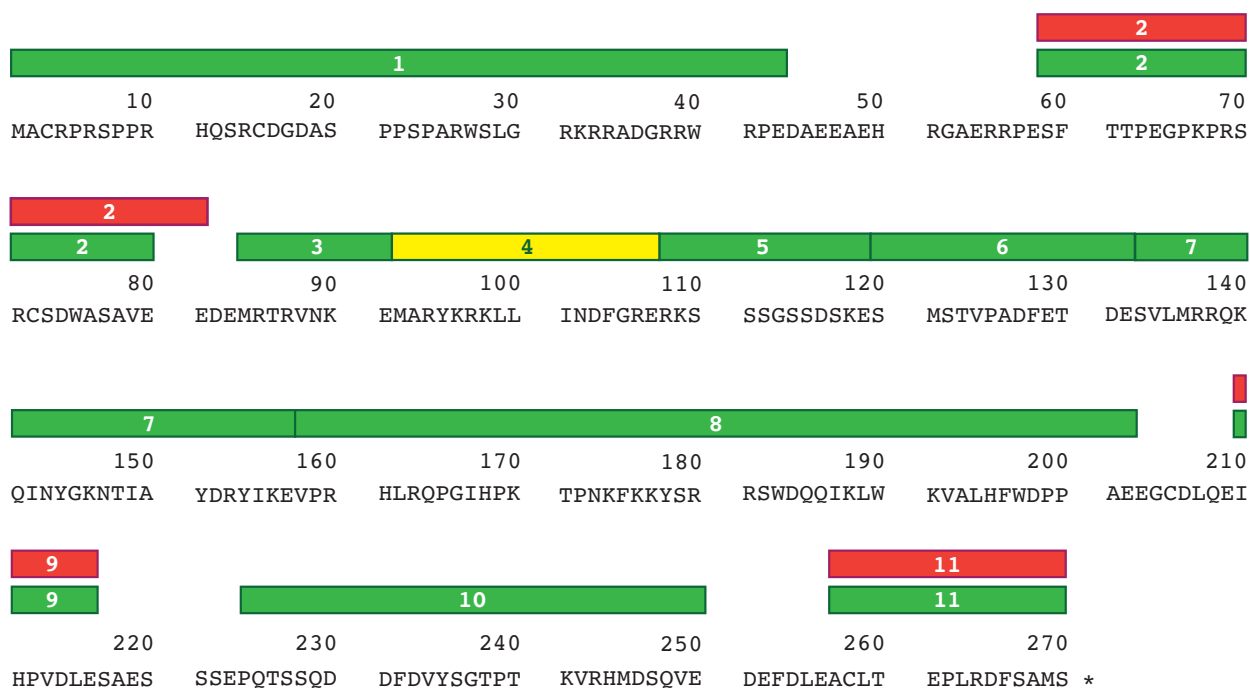 2
1 2
10 20 30 40 50 60 70
MACRPRSPPR HQSRCDGDAS PPSPARWSLG RKRRADGRRW RPEDAEEAEH RGAERRPESF TTPEGPKPRS
2
2 3 4 5 6 7
80 90 100 110 120 130 140
RCSDWASAVE EDEMRTRVNK EMARYKRKLL INDFGRERKS SSGSSDSKES MSTVPADFET DESVLMRRQK
7 8
150 160 170 180 190 200 210
QINYGKNTIA YDRYIKEVPR HLRQPGIHPK TPNKFKKYSR RSWDQQIKLW KVALHFWDPP AEEGCDLQEI
9 11
9 10 11
220 230 240 250 260 270
HPVDLESAES SSEPQTSSQD DFDVYSGTPT KVRHMDSQVE DEFDLEACLT EPLRDFSAMS *